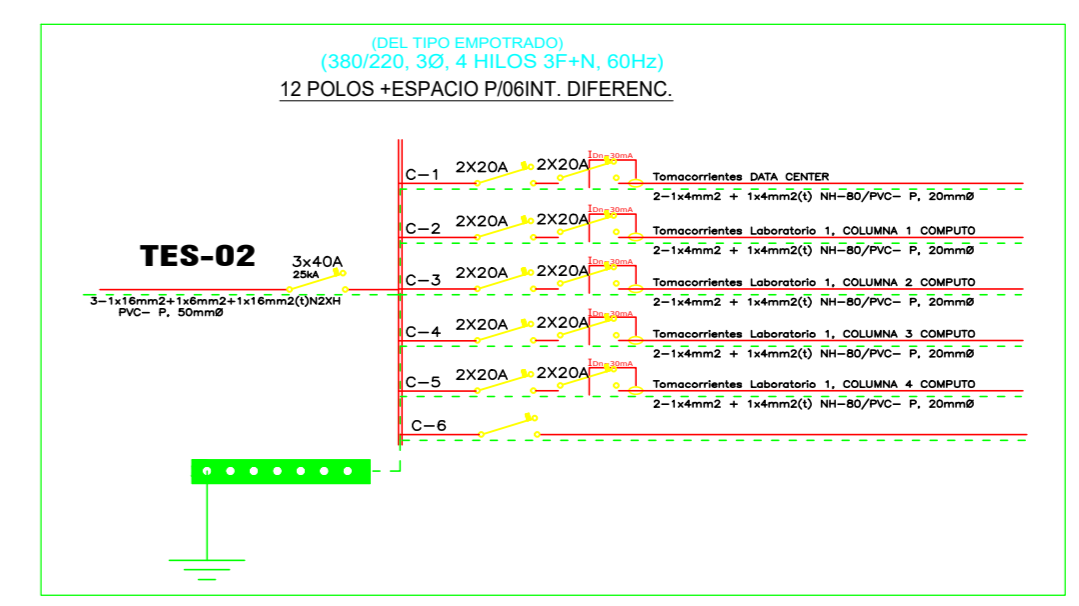 (DEL TIPO EMPOTRADO)
(380/220, 3Ø, 4 HILOS 3F+N, 60Hz)
12 POLOS +ESPACIO P/06INT. DIFERENC.
TES-02
3x40A
25kA
3-1x16mm2+1x6mm2+1x16mm2(t)N2XH
PVC- P, 50mmØ
C-1 2X20A 2X20A IDn-30mA Tomacorrientes DATA CENTER
2-1x4mm2 + 1x4mm2(t) NH-80/PVC- P, 20mmØ
C-2 2X20A 2X20A IDn-30mA Tomacorrientes Laboratorio 1, COLUMNA 1 COMPUTO
2-1x4mm2 + 1x4mm2(t) NH-80/PVC- P, 20mmØ
C-3 2X20A 2X20A IDn-30mA Tomacorrientes Laboratorio 1, COLUMNA 2 COMPUTO
2-1x4mm2 + 1x4mm2(t) NH-80/PVC- P, 20mmØ
C-4 2X20A 2X20A IDn-30mA Tomacorrientes Laboratorio 1, COLUMNA 3 COMPUTO
2-1x4mm2 + 1x4mm2(t) NH-80/PVC- P, 20mmØ
C-5 2X20A 2X20A IDn-30mA Tomacorrientes Laboratorio 1, COLUMNA 4 COMPUTO
2-1x4mm2 + 1x4mm2(t) NH-80/PVC- P, 20mmØ
C-6